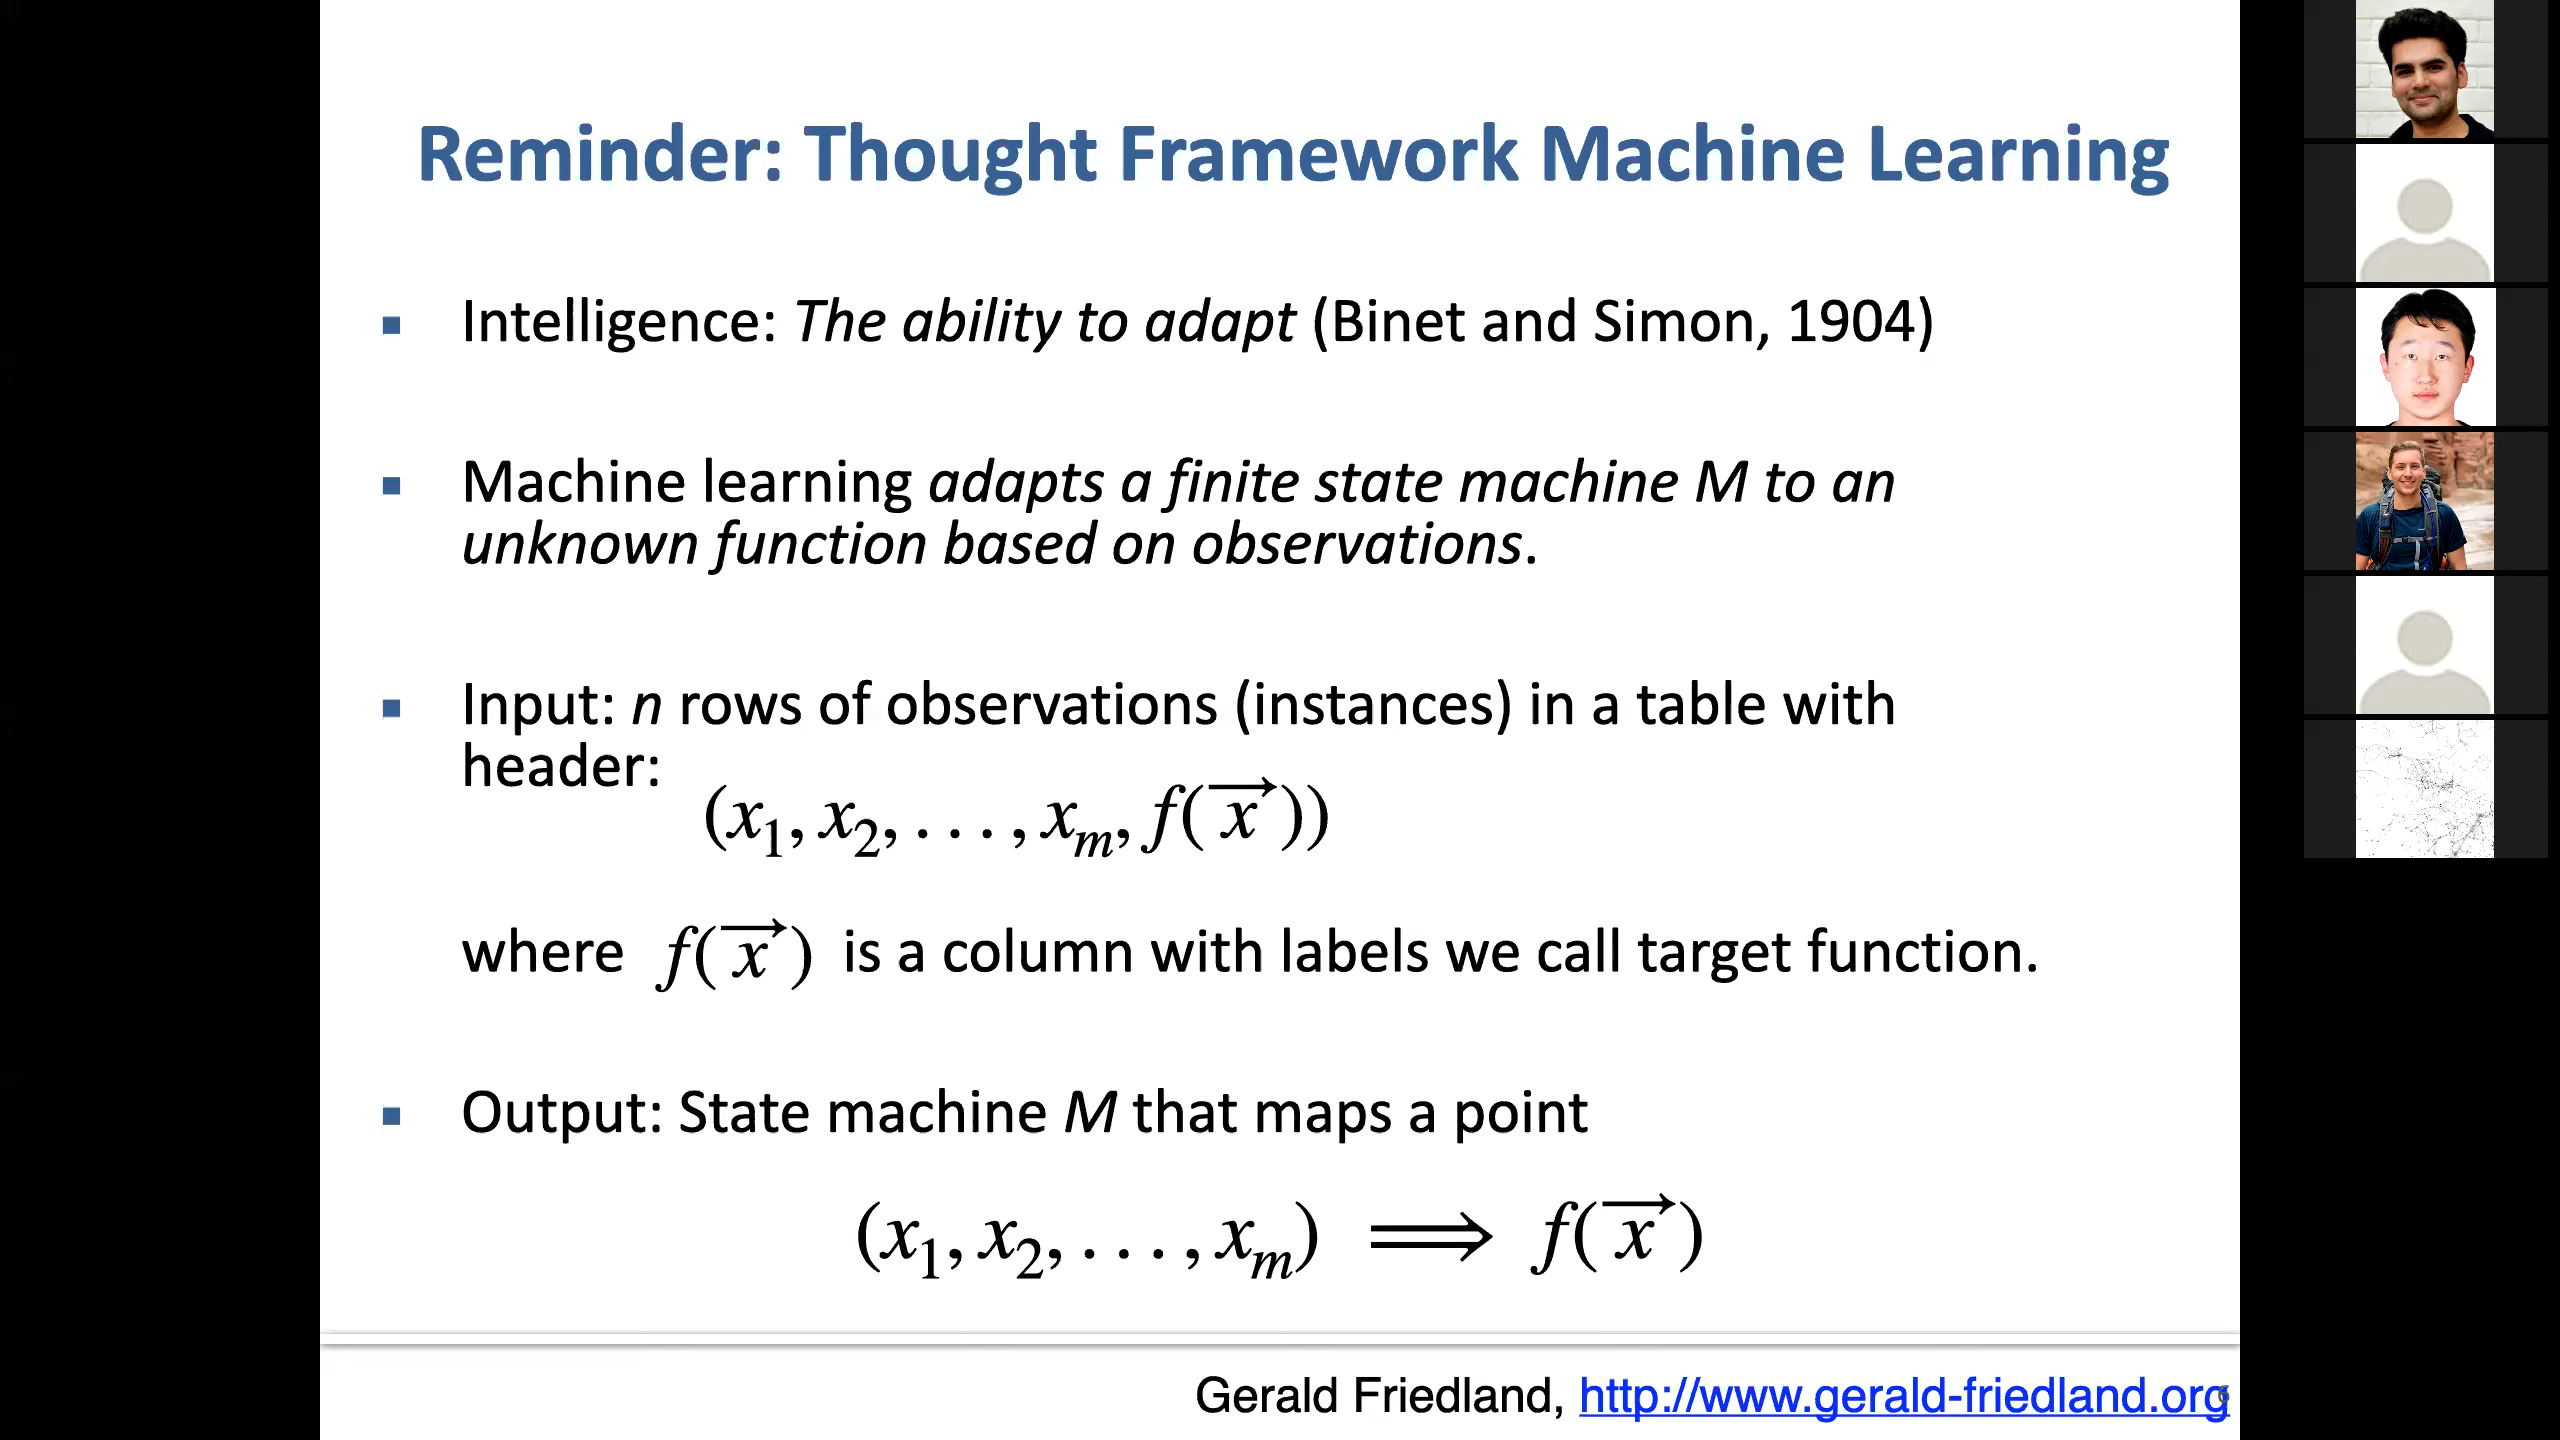 Reminder: Thought Framework Machine Learning
▪ Intelligence: The ability to adapt (Binet and Simon, 1904)
▪ Machine learning adapts a finite state machine M to an
unknown function based on observations.
▪ Input: n rows of observations (instances) in a table with
header:
(x₁, x₂, . . . , xₘ, f(x⃗))
where f(x⃗) is a column with labels we call target function.
▪ Output: State machine M that maps a point
(x₁, x₂, . . . , xₘ) ⟹ f(x⃗)
Gerald Friedland, http://www.gerald-friedland.org
6